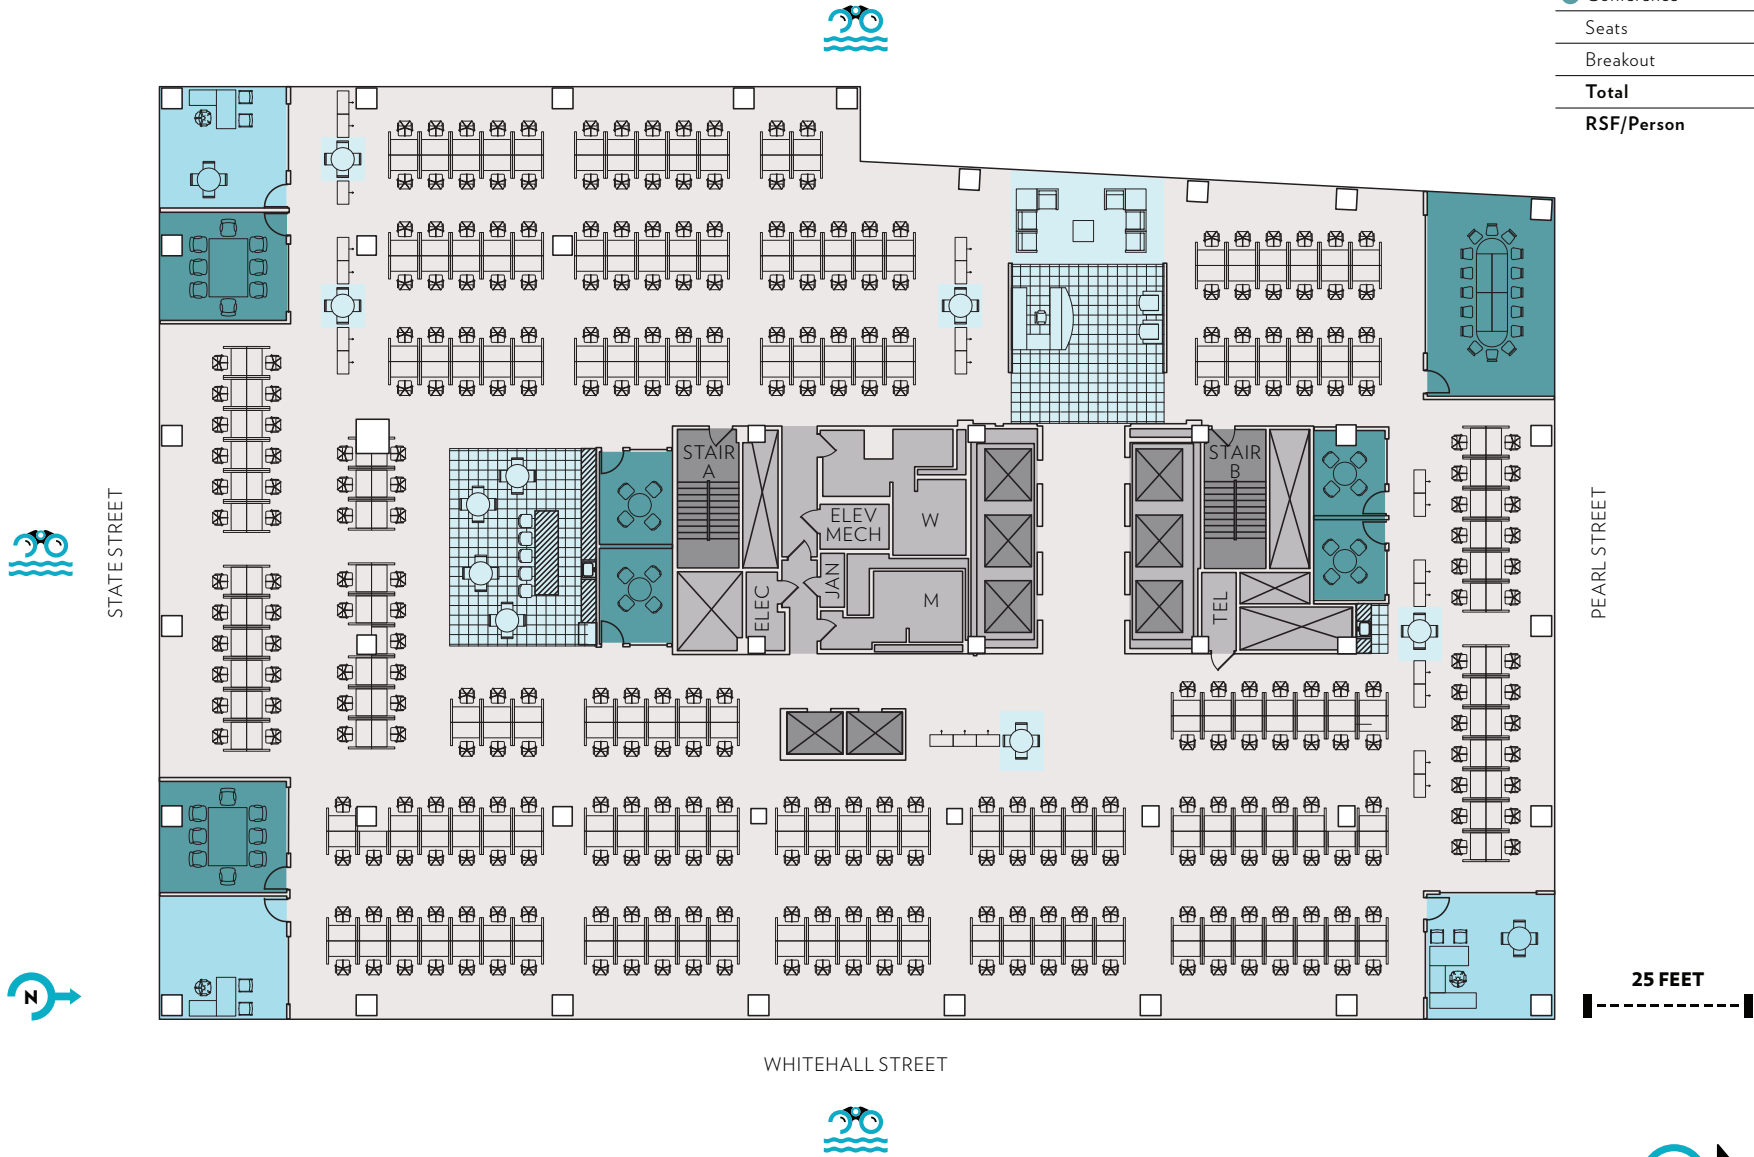 Conference
Seats
Breakout
Total
RSF/Person
STAIR
A
STAIR
B
ELEV
MECH
W
JAN
M
ELEC
TEL
STATE STREET
PEARL STREET
N
25 FEET
WHITEHALL STREET